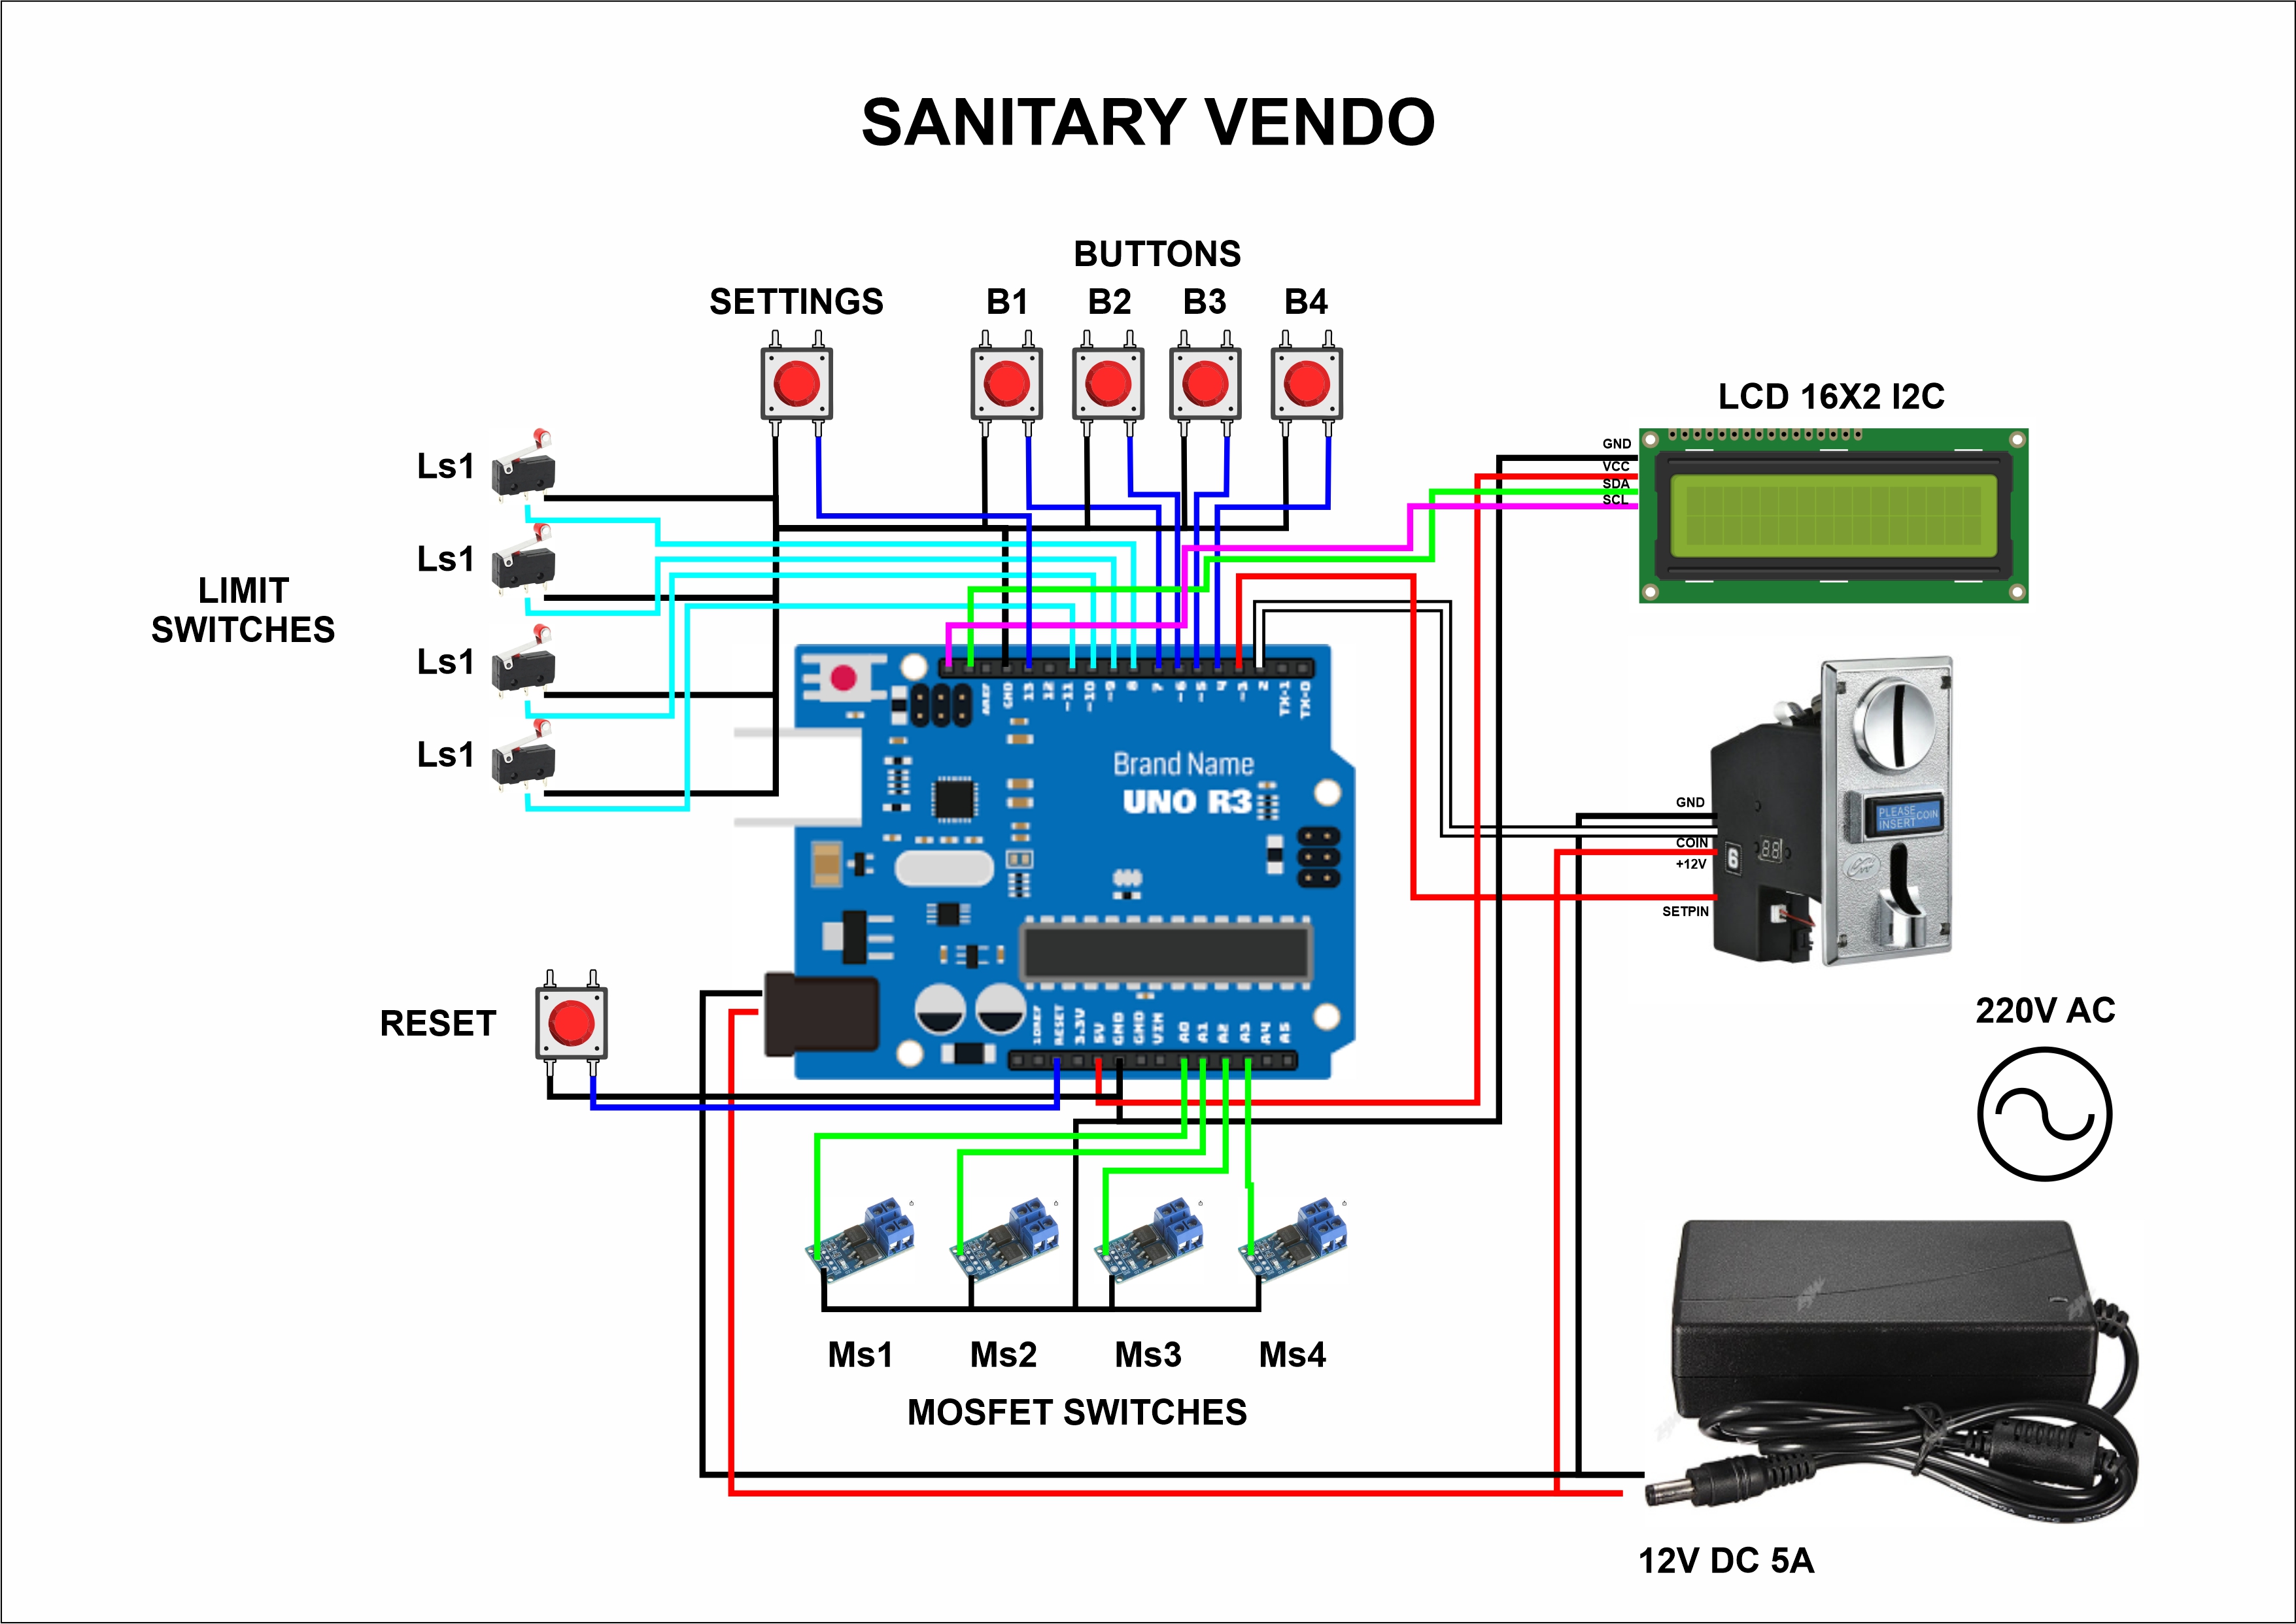 SANITARY VENDO
BUTTONS
SETTINGS
B1
B2
B3
B4
LCD 16X2 I2C
GND
VCC
SDA
SCL
Ls1
Ls1
LIMIT
SWITCHES
Ls1
Ls1
AREF
GND
13
12
~11
~10
~9
8
7
~6
~5
4
~3
2
TX-1
TX-0
Brand Name
UNO R3
PLEASE
INSERT COIN
GND
COIN
+12V
SETPIN
6
88
RESET
IOREF
RESET
3.3V
5V
GND
GND
VIN
A0
A1
A2
A3
A4
A5
220V AC
Ms1
Ms2
Ms3
Ms4
MOSFET SWITCHES
12V DC 5A